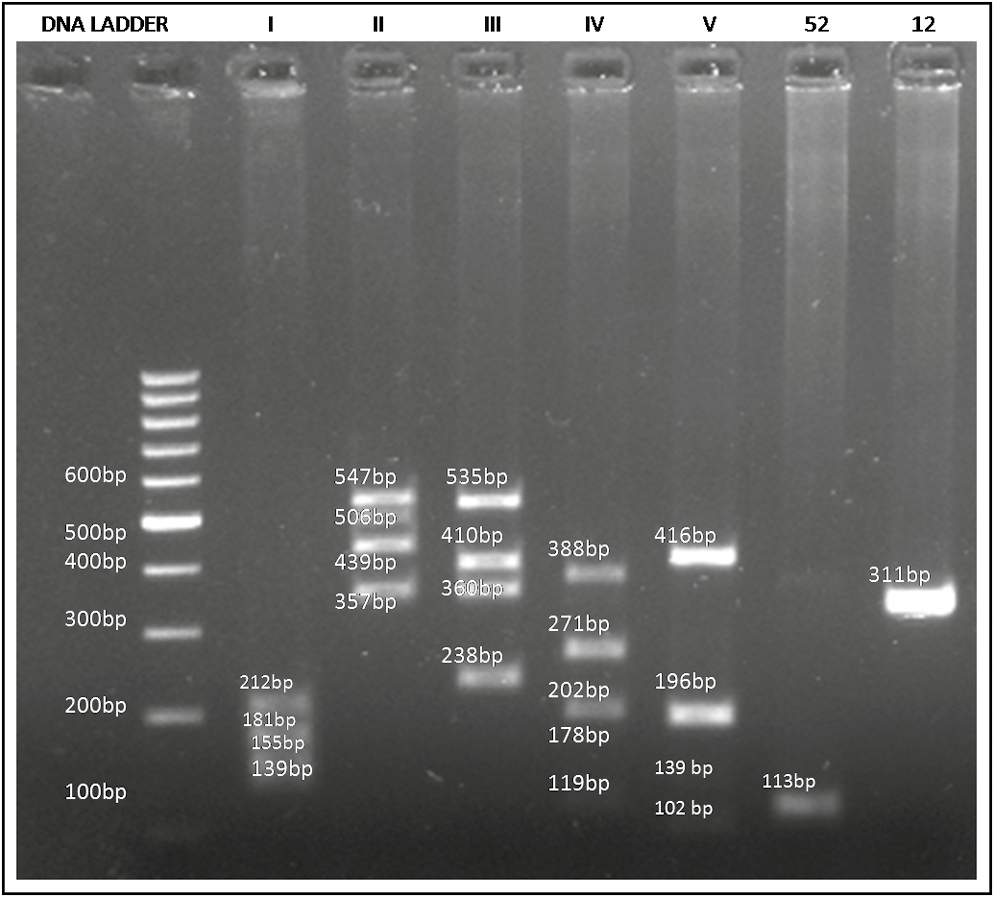 DNA LADDER I II III IV V 52 12
600bp
500bp
400bp
300bp
200bp
100bp
212bp
181bp
155bp
139bp
547bp
506bp
439bp
357bp
535bp
410bp
360bp
238bp
388bp
271bp
202bp
178bp
119bp
416bp
196bp
139 bp
102 bp
113bp
311bp